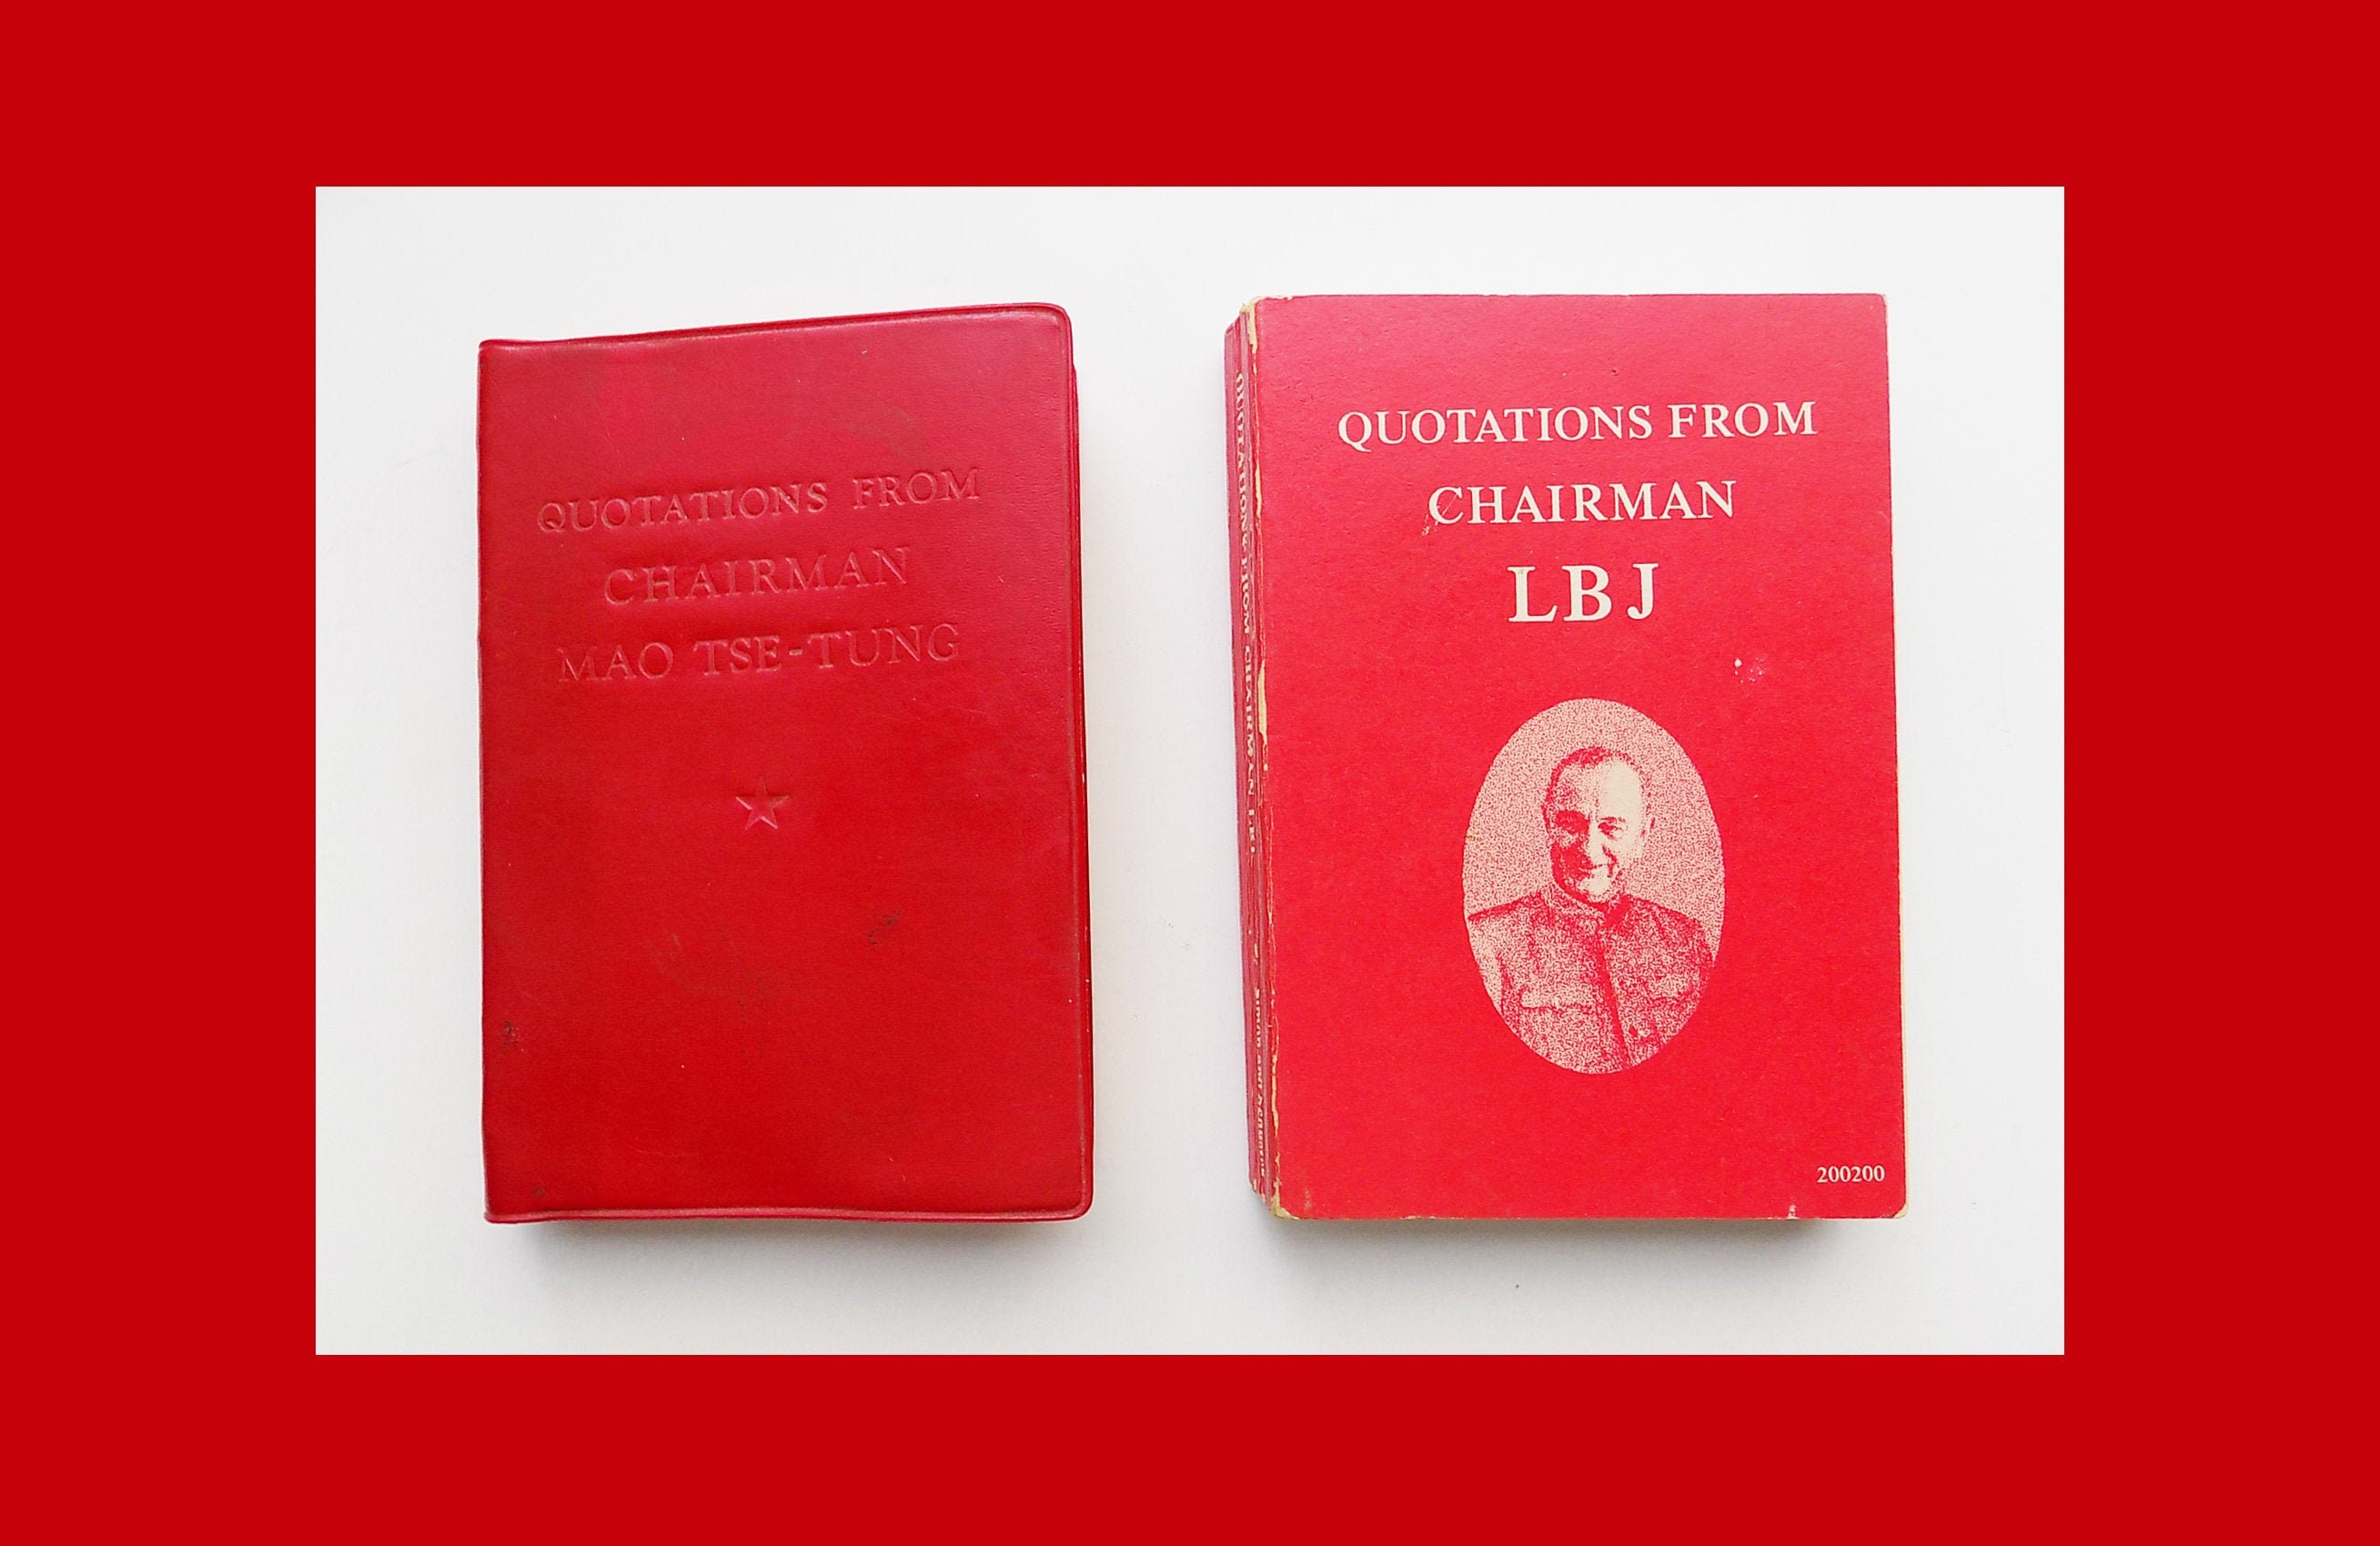 QUOTATIONS FROM
CHAIRMAN
MAO TSE-TUNG
QUOTATIONS FROM CHAIRMAN LBJ
QUOTATIONS FROM
CHAIRMAN
LBJ
200200